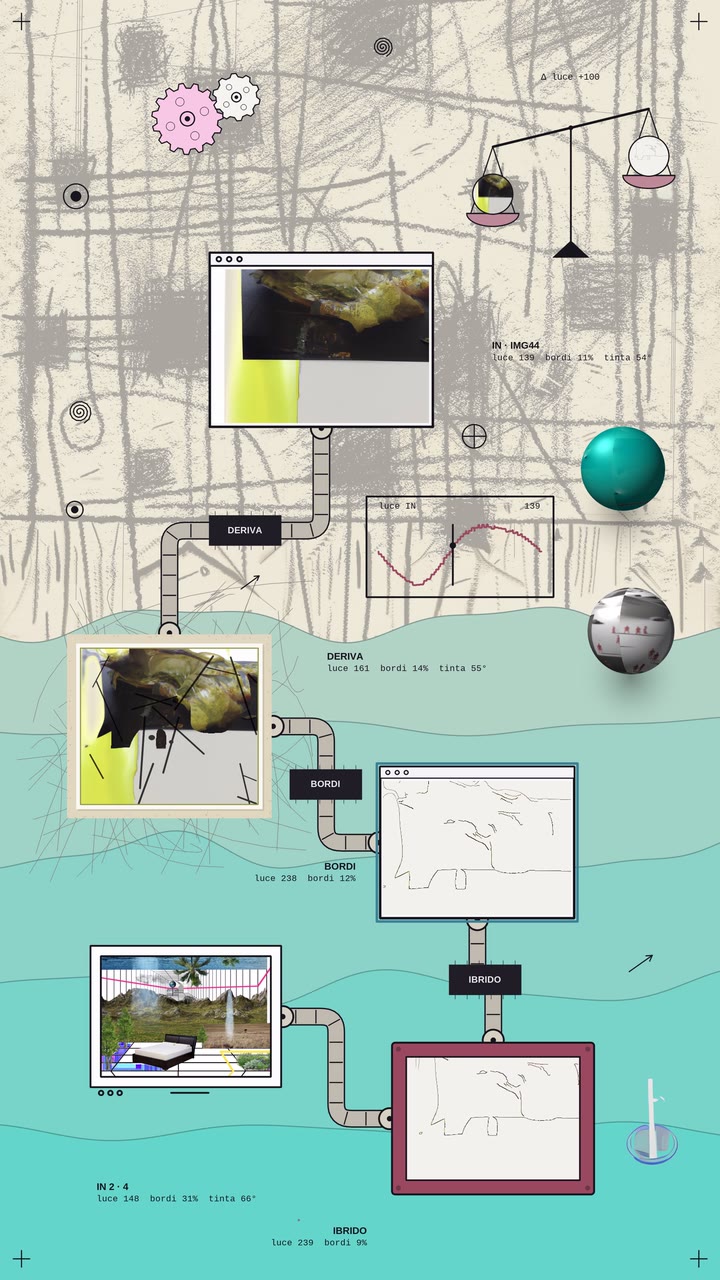 Δ luce +100
IN · IMG44
luce 139  bordi 11%  tinta 54°
luce IN 139
DERIVA
DERIVA
luce 161  bordi 14%  tinta 55°
BORDI
BORDI
luce 238  bordi 12%
IBRIDO
IN 2 · 4
luce 148  bordi 31%  tinta 66°
IBRIDO
luce 239  bordi 9%